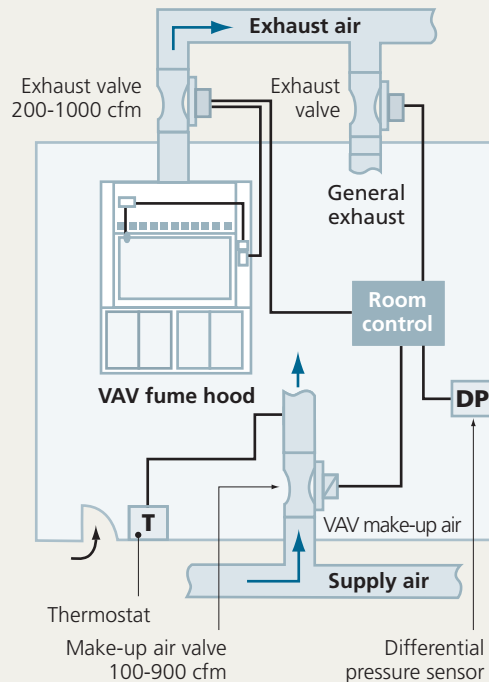 Exhaust air
Exhaust valve
200-1000 cfm
Exhaust
valve
General
exhaust
Room
control
VAV fume hood
DP
T
VAV make-up air
Supply air
Thermostat
Make-up air valve
100-900 cfm
Differential
pressure sensor